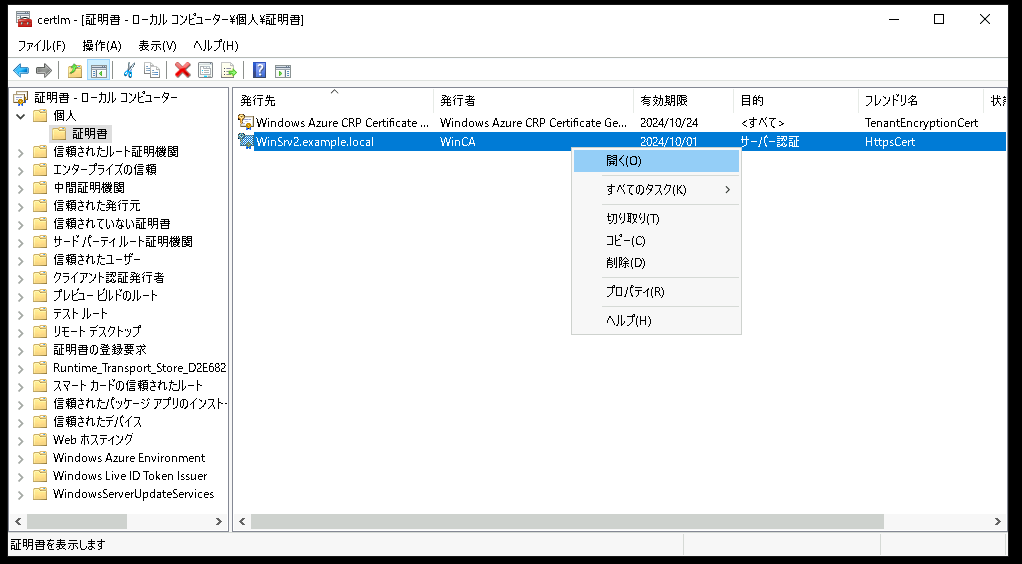 certlm - [証明書 - ローカル コンピューター¥個人¥証明書]
ファイル(F) 操作(A) 表示(V) ヘルプ(H)
証明書 - ローカル コンピューター
個人
証明書
信頼されたルート証明機関
エンタープライズの信頼
中間証明機関
信頼された発行元
信頼されていない証明書
サード パーティ ルート証明機関
信頼されたユーザー
クライアント認証発行者
プレビュー ビルドのルート
テスト ルート
リモート デスクトップ
証明書の登録要求
Runtime_Transport_Store_D2E682
スマート カードの信頼されたルート
信頼されたパッケージ アプリのインスト
信頼されたデバイス
Web ホスティング
Windows Azure Environment
Windows Live ID Token Issuer
WindowsServerUpdateServices
発行先 発行者 有効期限 目的 フレンドリ名 状
Windows Azure CRP Certificate ... Windows Azure CRP Certificate Ge... 2024/10/24 <すべて> TenantEncryptionCert
WinSrv2.example.local WinCA 2024/10/01 サーバー認証 HttpsCert
開く(O)
すべてのタスク(K)
切り取り(T)
コピー(C)
削除(D)
プロパティ(R)
ヘルプ(H)
証明書を表示します